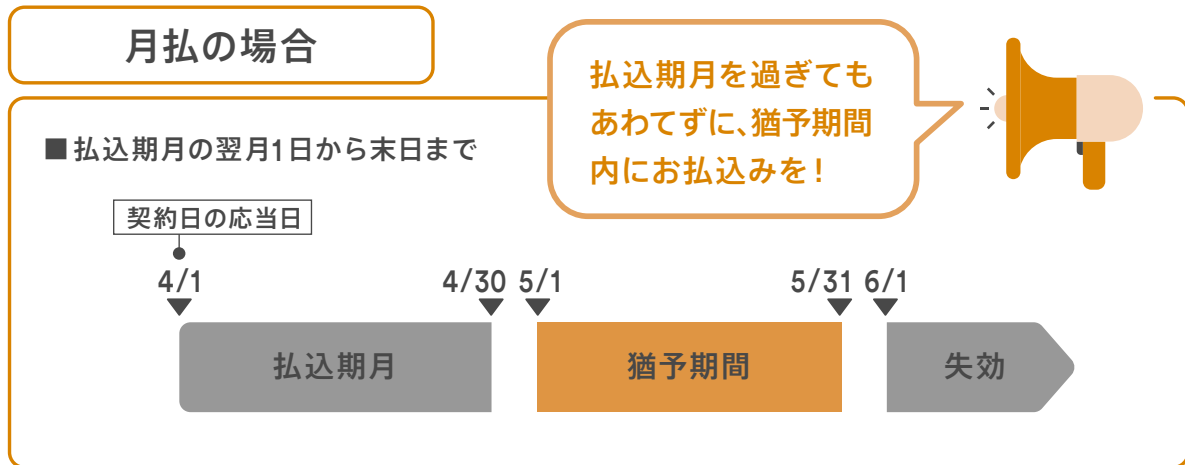 月払の場合
払込期月を過ぎても
あわてずに、猶予期間
内にお払込みを！
■払込期月の翌月1日から末日まで
契約日の応当日
4/1 4/30 5/1 5/31 6/1
払込期月 猶予期間 失効